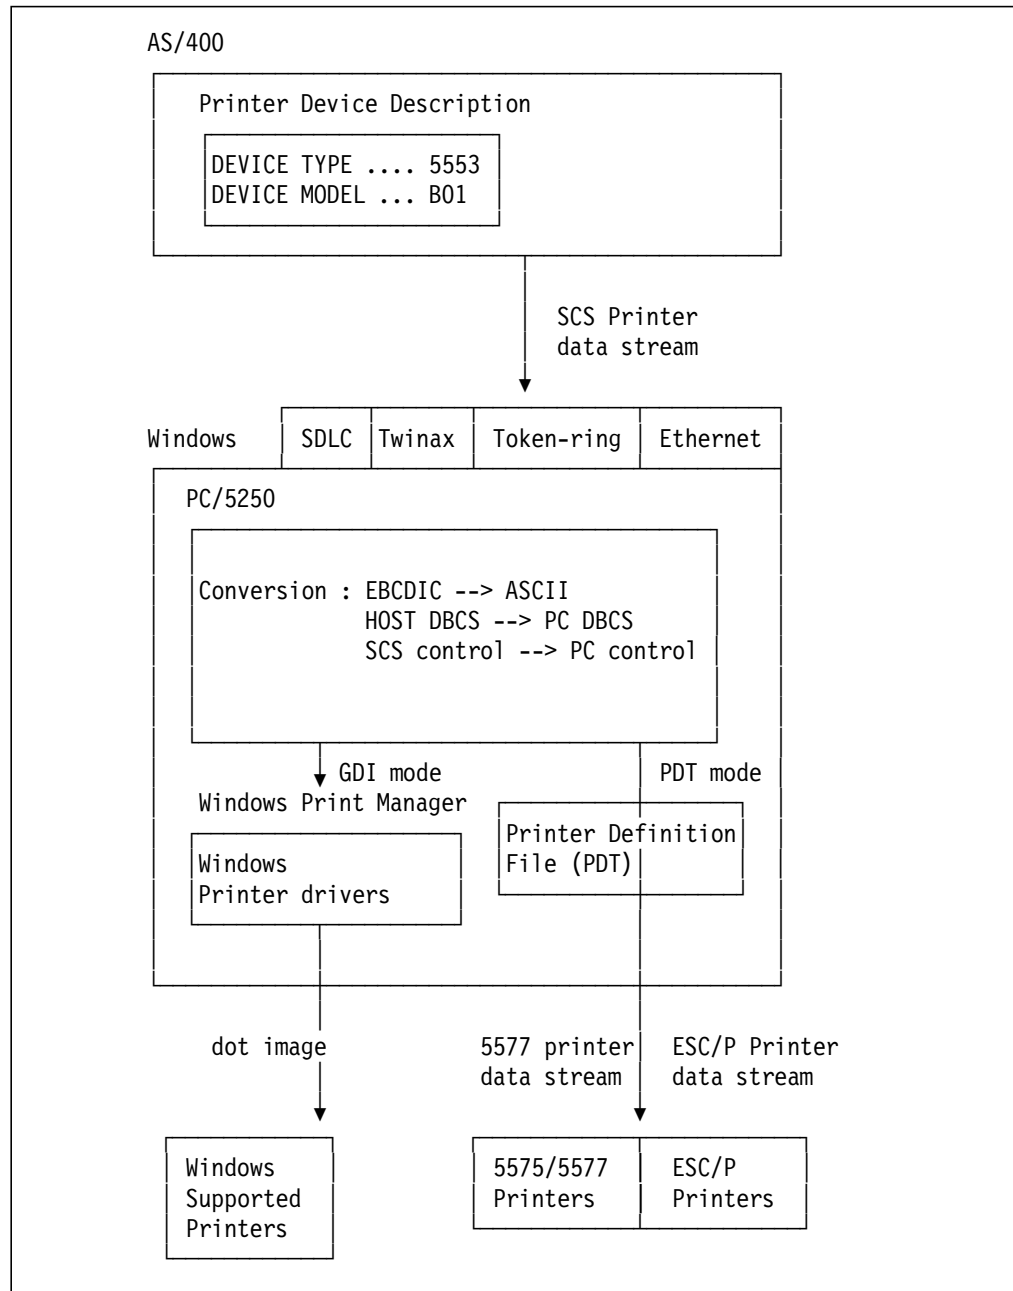 AS/400
Printer Device Description
DEVICE TYPE .... 5553
DEVICE MODEL ... B01
SCS Printer
data stream
Windows SDLC Twinax Token-ring Ethernet
PC/5250
Conversion : EBCDIC --> ASCII
HOST DBCS --> PC DBCS
SCS control --> PC control
GDI mode PDT mode
Windows Print Manager
Printer Definition
File (PDT)
Windows
Printer drivers
dot image
5577 printer
data stream
ESC/P Printer
data stream
Windows
Supported
Printers
5575/5577
Printers
ESC/P
Printers